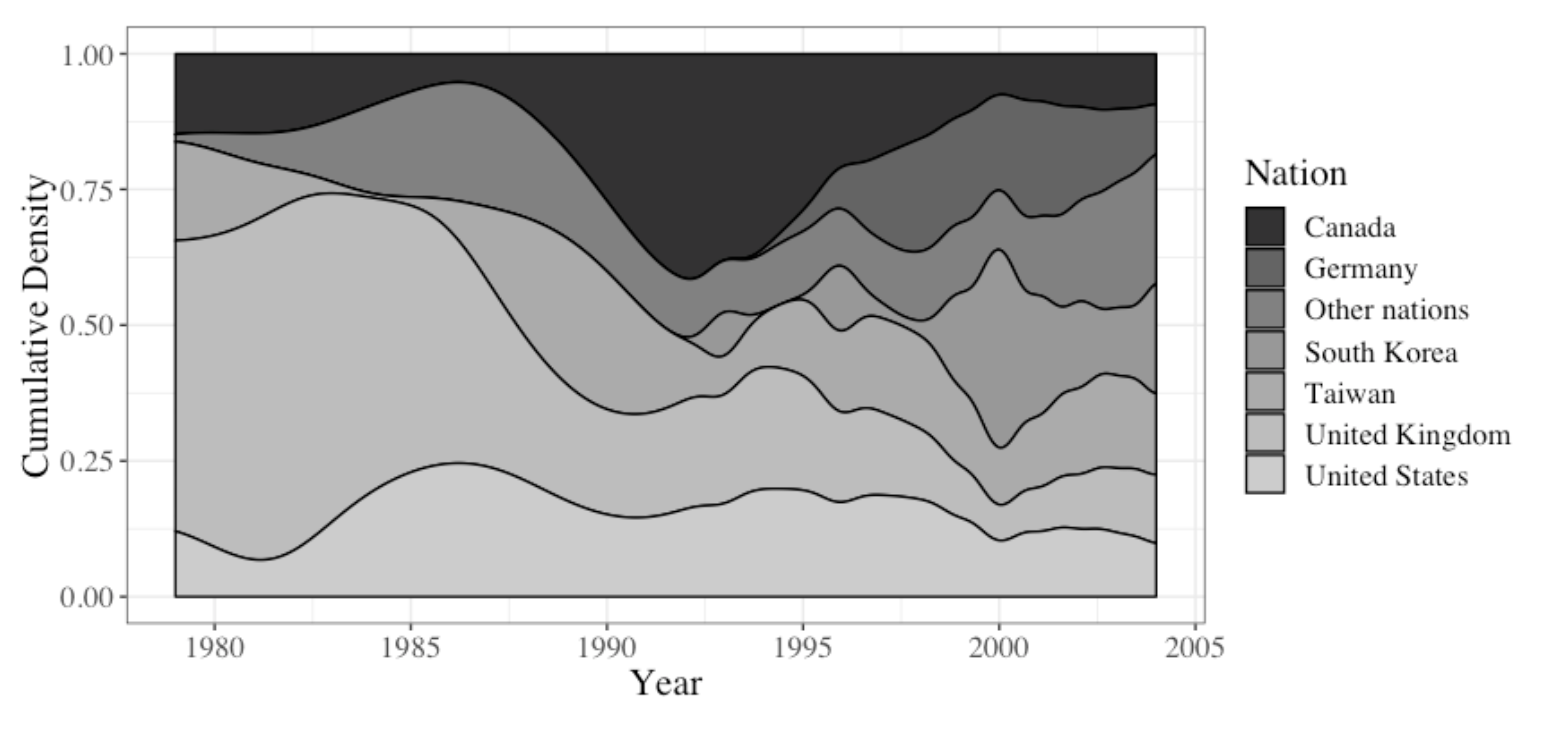 Cumulative Density
1.00
0.75
0.50
0.25
0.00
1980 1985 1990 1995 2000 2005
Year
Nation
Canada
Germany
Other nations
South Korea
Taiwan
United Kingdom
United States